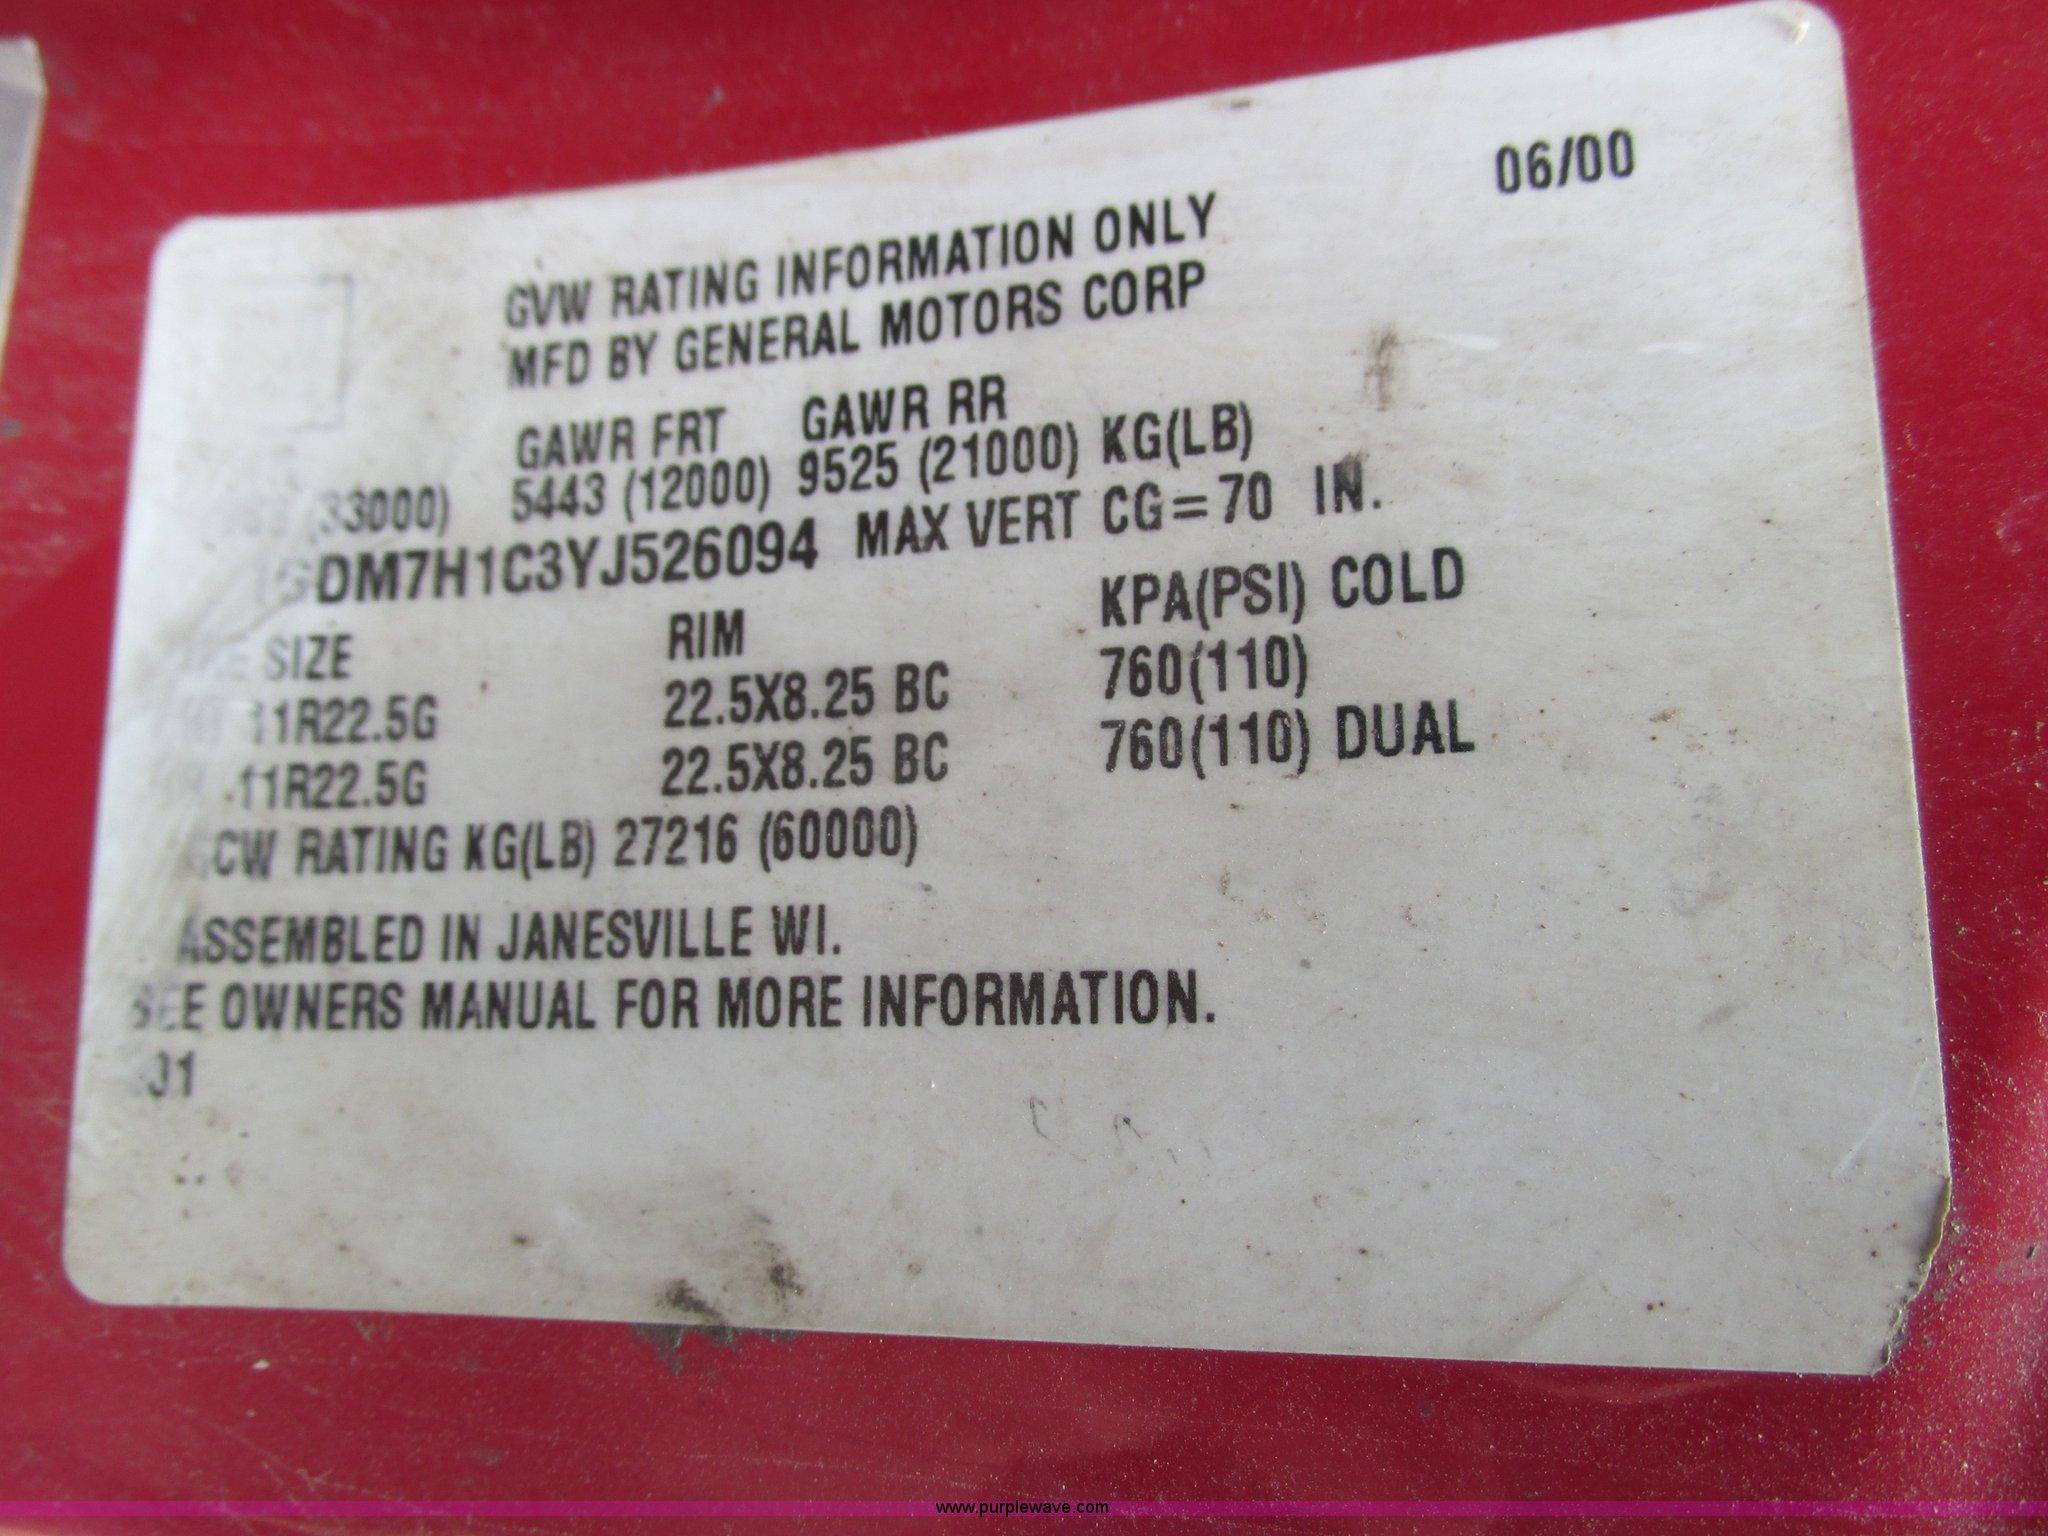 06/00
GVW RATING INFORMATION ONLY
MFD BY GENERAL MOTORS CORP
GAWR FRT GAWR RR
(33000) 5443 (12000) 9525 (21000) KG(LB)
1GDM7H1C3YJ526094 MAX VERT CG=70 IN.
SIZE RIM KPA(PSI) COLD
11R22.5G 22.5X8.25 BC 760(110)
11R22.5G 22.5X8.25 BC 760(110) DUAL
GCW RATING KG(LB) 27216 (60000)
ASSEMBLED IN JANESVILLE WI.
SEE OWNERS MANUAL FOR MORE INFORMATION.
www.purplewave.com